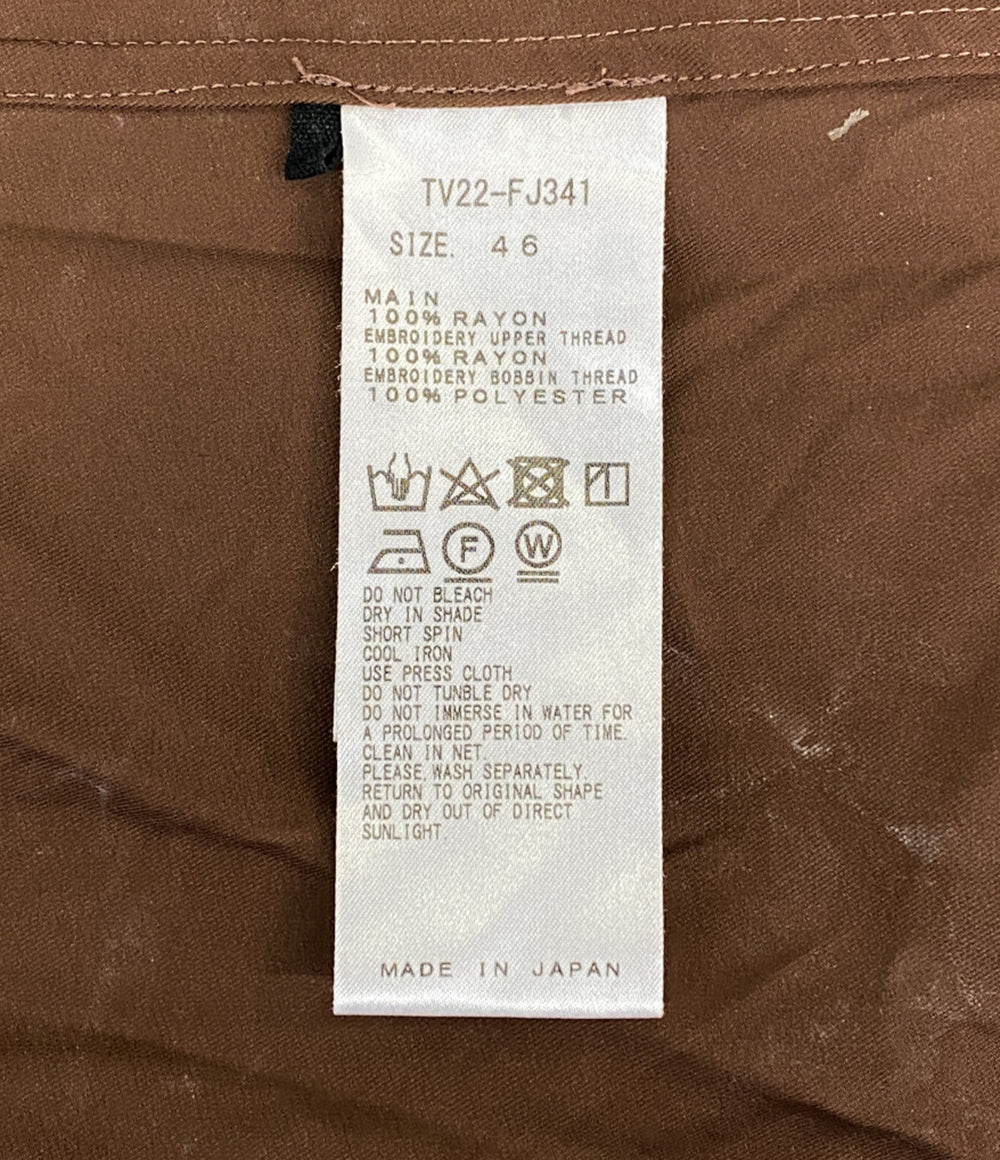 TV22-FJ341
SIZE. 46
MAIN
100% RAYON
EMBROIDERY UPPER THREAD
100% RAYON
EMBROIDERY BOBBIN THREAD
100% POLYESTER
F W
DO NOT BLEACH
DRY IN SHADE
SHORT SPIN
COOL IRON
USE PRESS CLOTH
DO NOT TUNBLE DRY
DO NOT IMMERSE IN WATER FOR
A PROLONGED PERIOD OF TIME.
CLEAN IN NET.
PLEASE WASH SEPARATELY.
RETURN TO ORIGINAL SHAPE
AND DRY OUT OF DIRECT
SUNLIGHT
MADE IN JAPAN